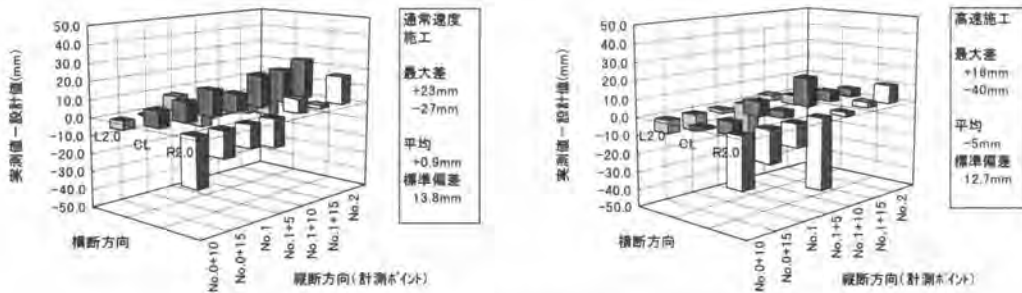 実測値－設計値(mm)
50.0
40.0
30.0
20.0
10.0
0.0
-10.0
-20.0
-30.0
-40.0
-50.0
L2.0
CL
R2.0
横断方向
No.0+10
No.0+15
No.1
No.1+5
No.1+10
No.1+15
No.2
縦断方向(計測ポイント)
通常速度
施工
最大差
+23mm
-27mm
平均
+0.9mm
標準偏差
13.8mm
実測値－設計値(mm)
50.0
40.0
30.0
20.0
10.0
0.0
-10.0
-20.0
-30.0
-40.0
-50.0
L2.0
CL
R2.0
横断方向
No.0+10
No.0+15
No.1
No.1+5
No.1+10
No.1+15
No.2
縦断方向(計測ポイント)
高速施工
最大差
+18mm
-40mm
平均
-5mm
標準偏差
12.7mm